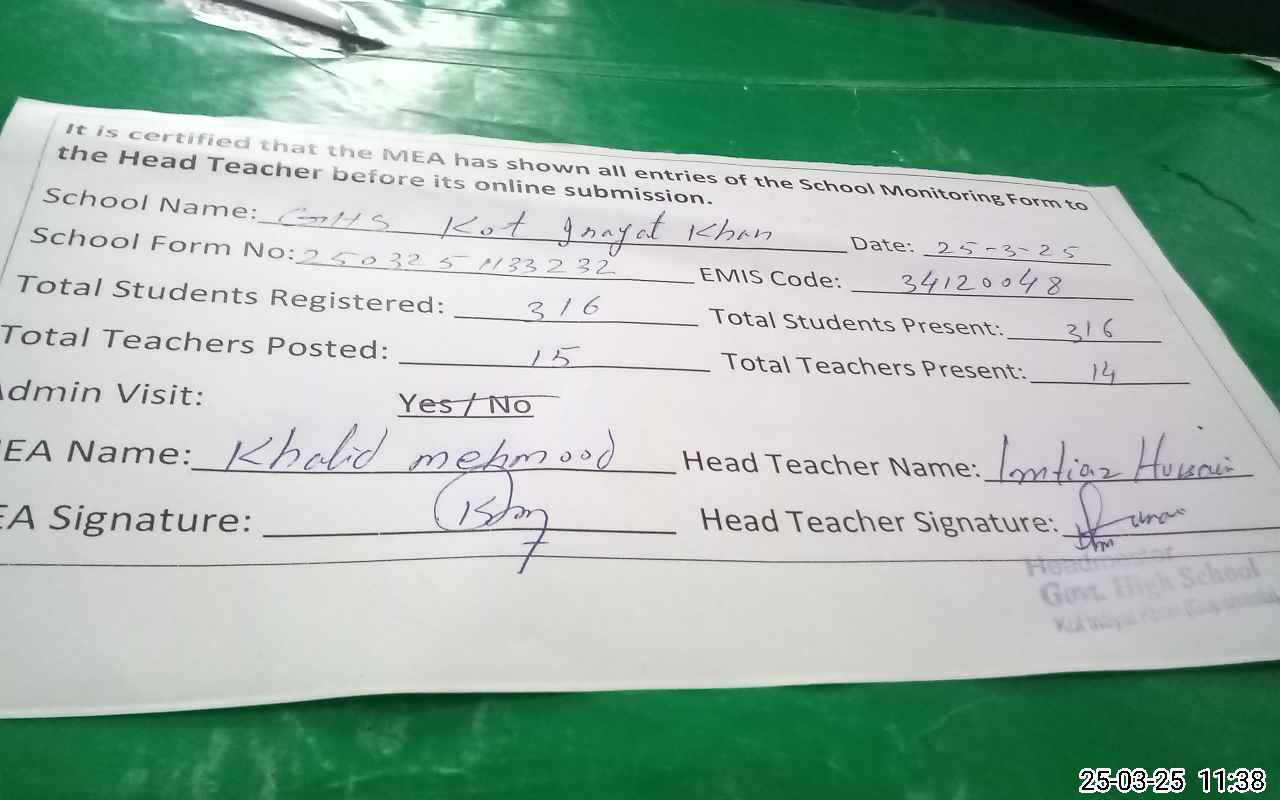 It is certified that the MEA has shown all entries of the School Monitoring Form to
the Head Teacher before its online submission.
School Name: GHS Kot Inayat Khan Date: 25-3-25
School Form No: 2503251133232 EMIS Code: 34120048
Total Students Registered: 316 Total Students Present: 316
Total Teachers Posted: 15 Total Teachers Present: 14
Admin Visit: Yes / No
EA Name: Khalid mehmood Head Teacher Name: Imtiaz Hussain
EA Signature: Head Teacher Signature:
Headmaster
Govt. High School
25-03-25 11:38